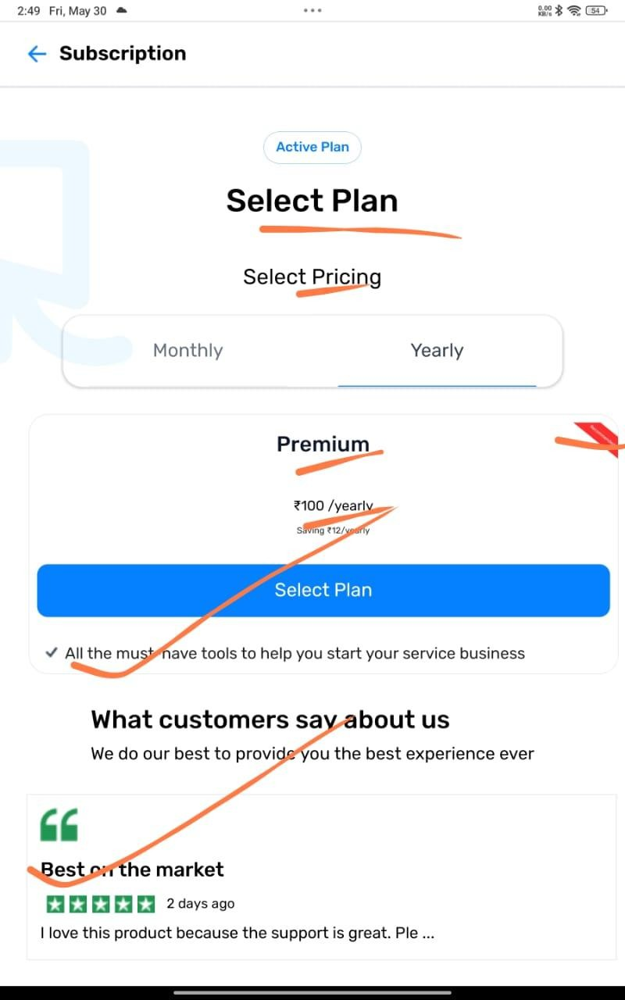 2:49 Fri, May 30
0.00
KB/s
54
Subscription
Active Plan
Select Plan
Select Pricing
Monthly Yearly
Premium
Recommended
₹100 /yearly
Saving ₹12/yearly
Select Plan
All the must-have tools to help you start your service business
What customers say about us
We do our best to provide you the best experience ever
Best on the market
2 days ago
I love this product because the support is great. Ple ...